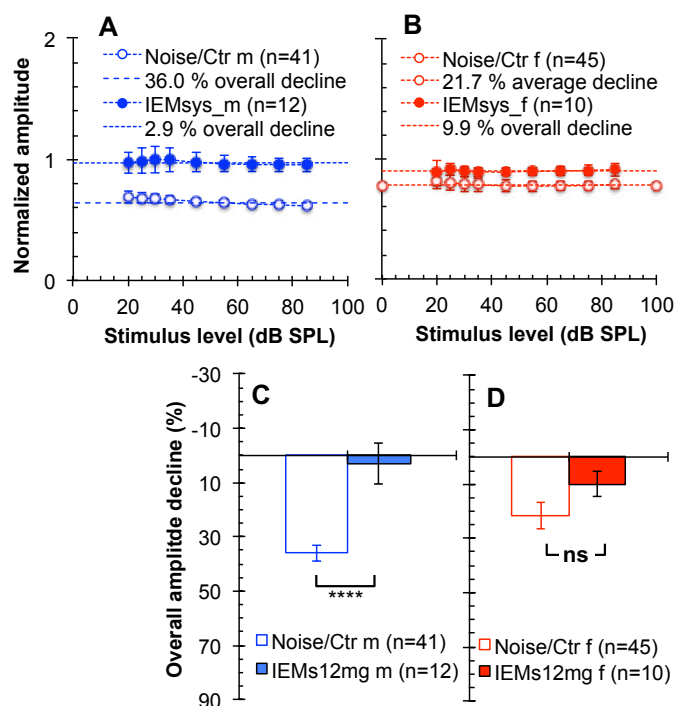 A
Noise/Ctr m (n=41)
36.0 % overall decline
IEMsys_m (n=12)
2.9 % overall decline
Normalized amplitude
2
1
0
0 20 40 60 80 100
Stimulus level (dB SPL)
B
Noise/Ctr f (n=45)
21.7 % average decline
IEMsys_f (n=10)
9.9 % overall decline
0 20 40 60 80 100
Stimulus level (dB SPL)
C
Overall amplitde decline (%)
-30
-10
10
30
50
70
90
****
Noise/Ctr m (n=41)
IEMs12mg m (n=12)
D
ns
Noise/Ctr f (n=45)
IEMs12mg f (n=10)